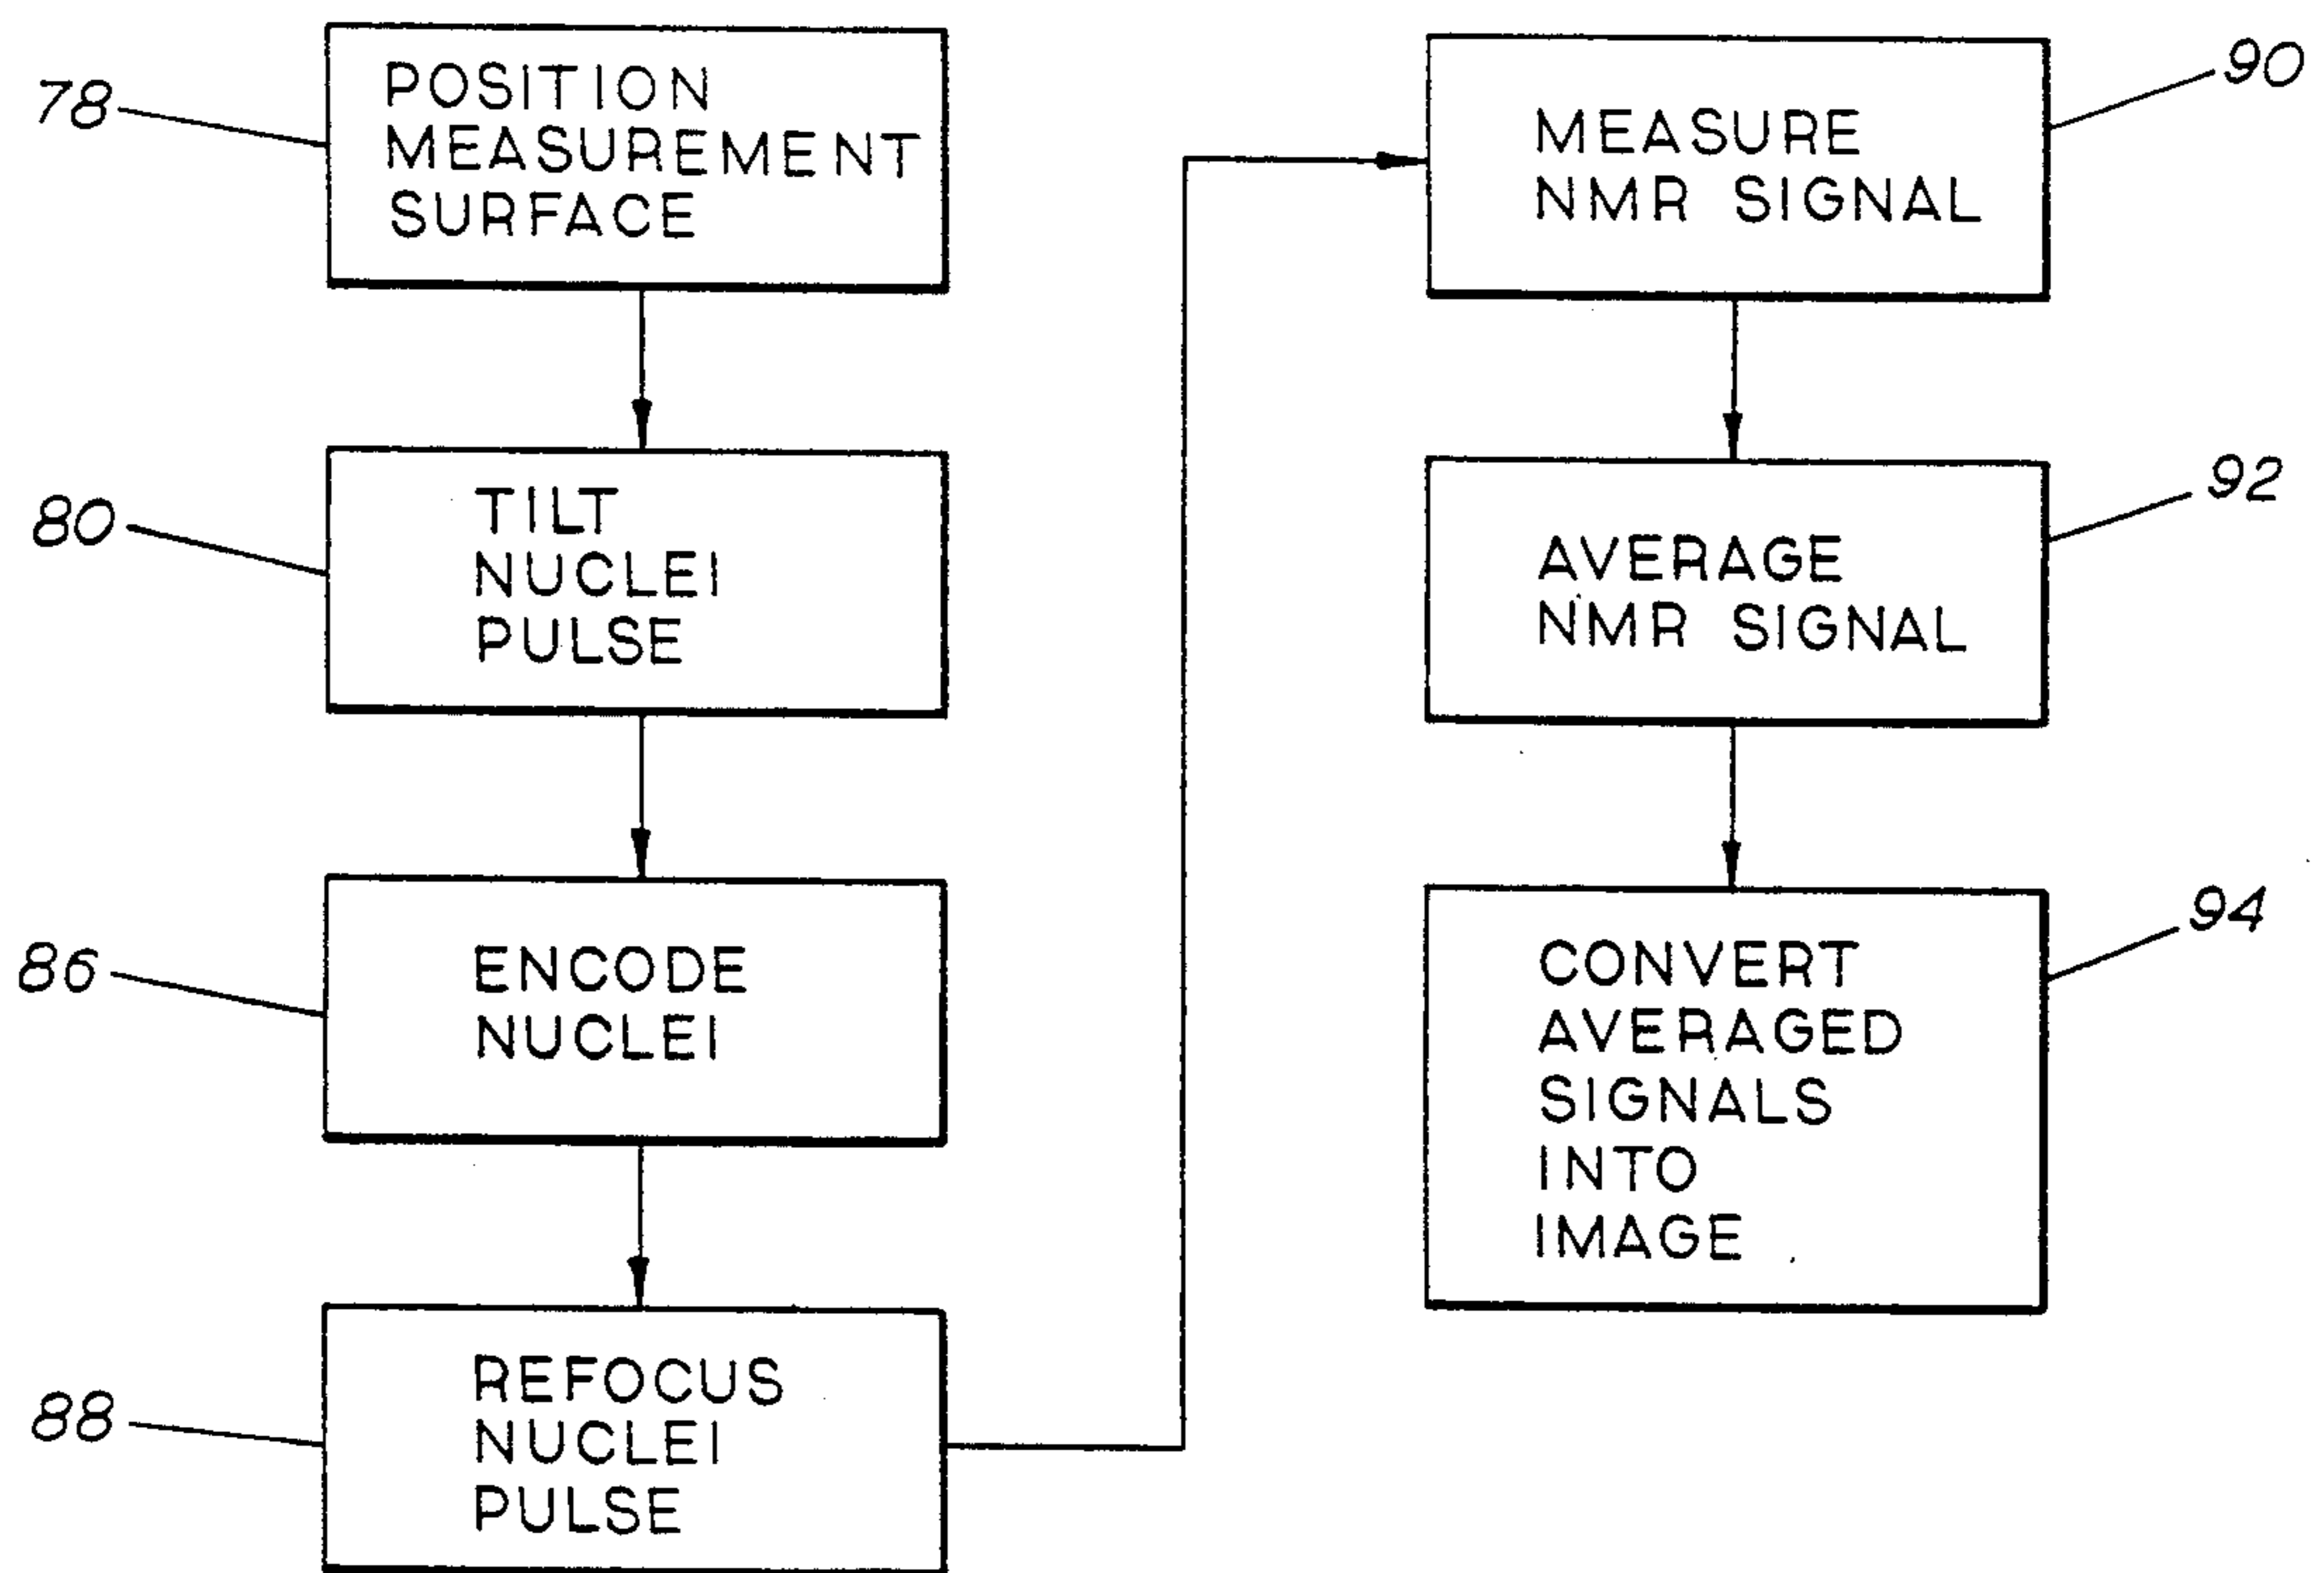 78
POSITION
MEASUREMENT
SURFACE
80
TILT
NUCLEI
PULSE
86
ENCODE
NUCLEI
88
REFOCUS
NUCLEI
PULSE
90
MEASURE
NMR SIGNAL
92
AVERAGE
NMR SIGNAL
94
CONVERT
AVERAGED
SIGNALS
INTO
IMAGE